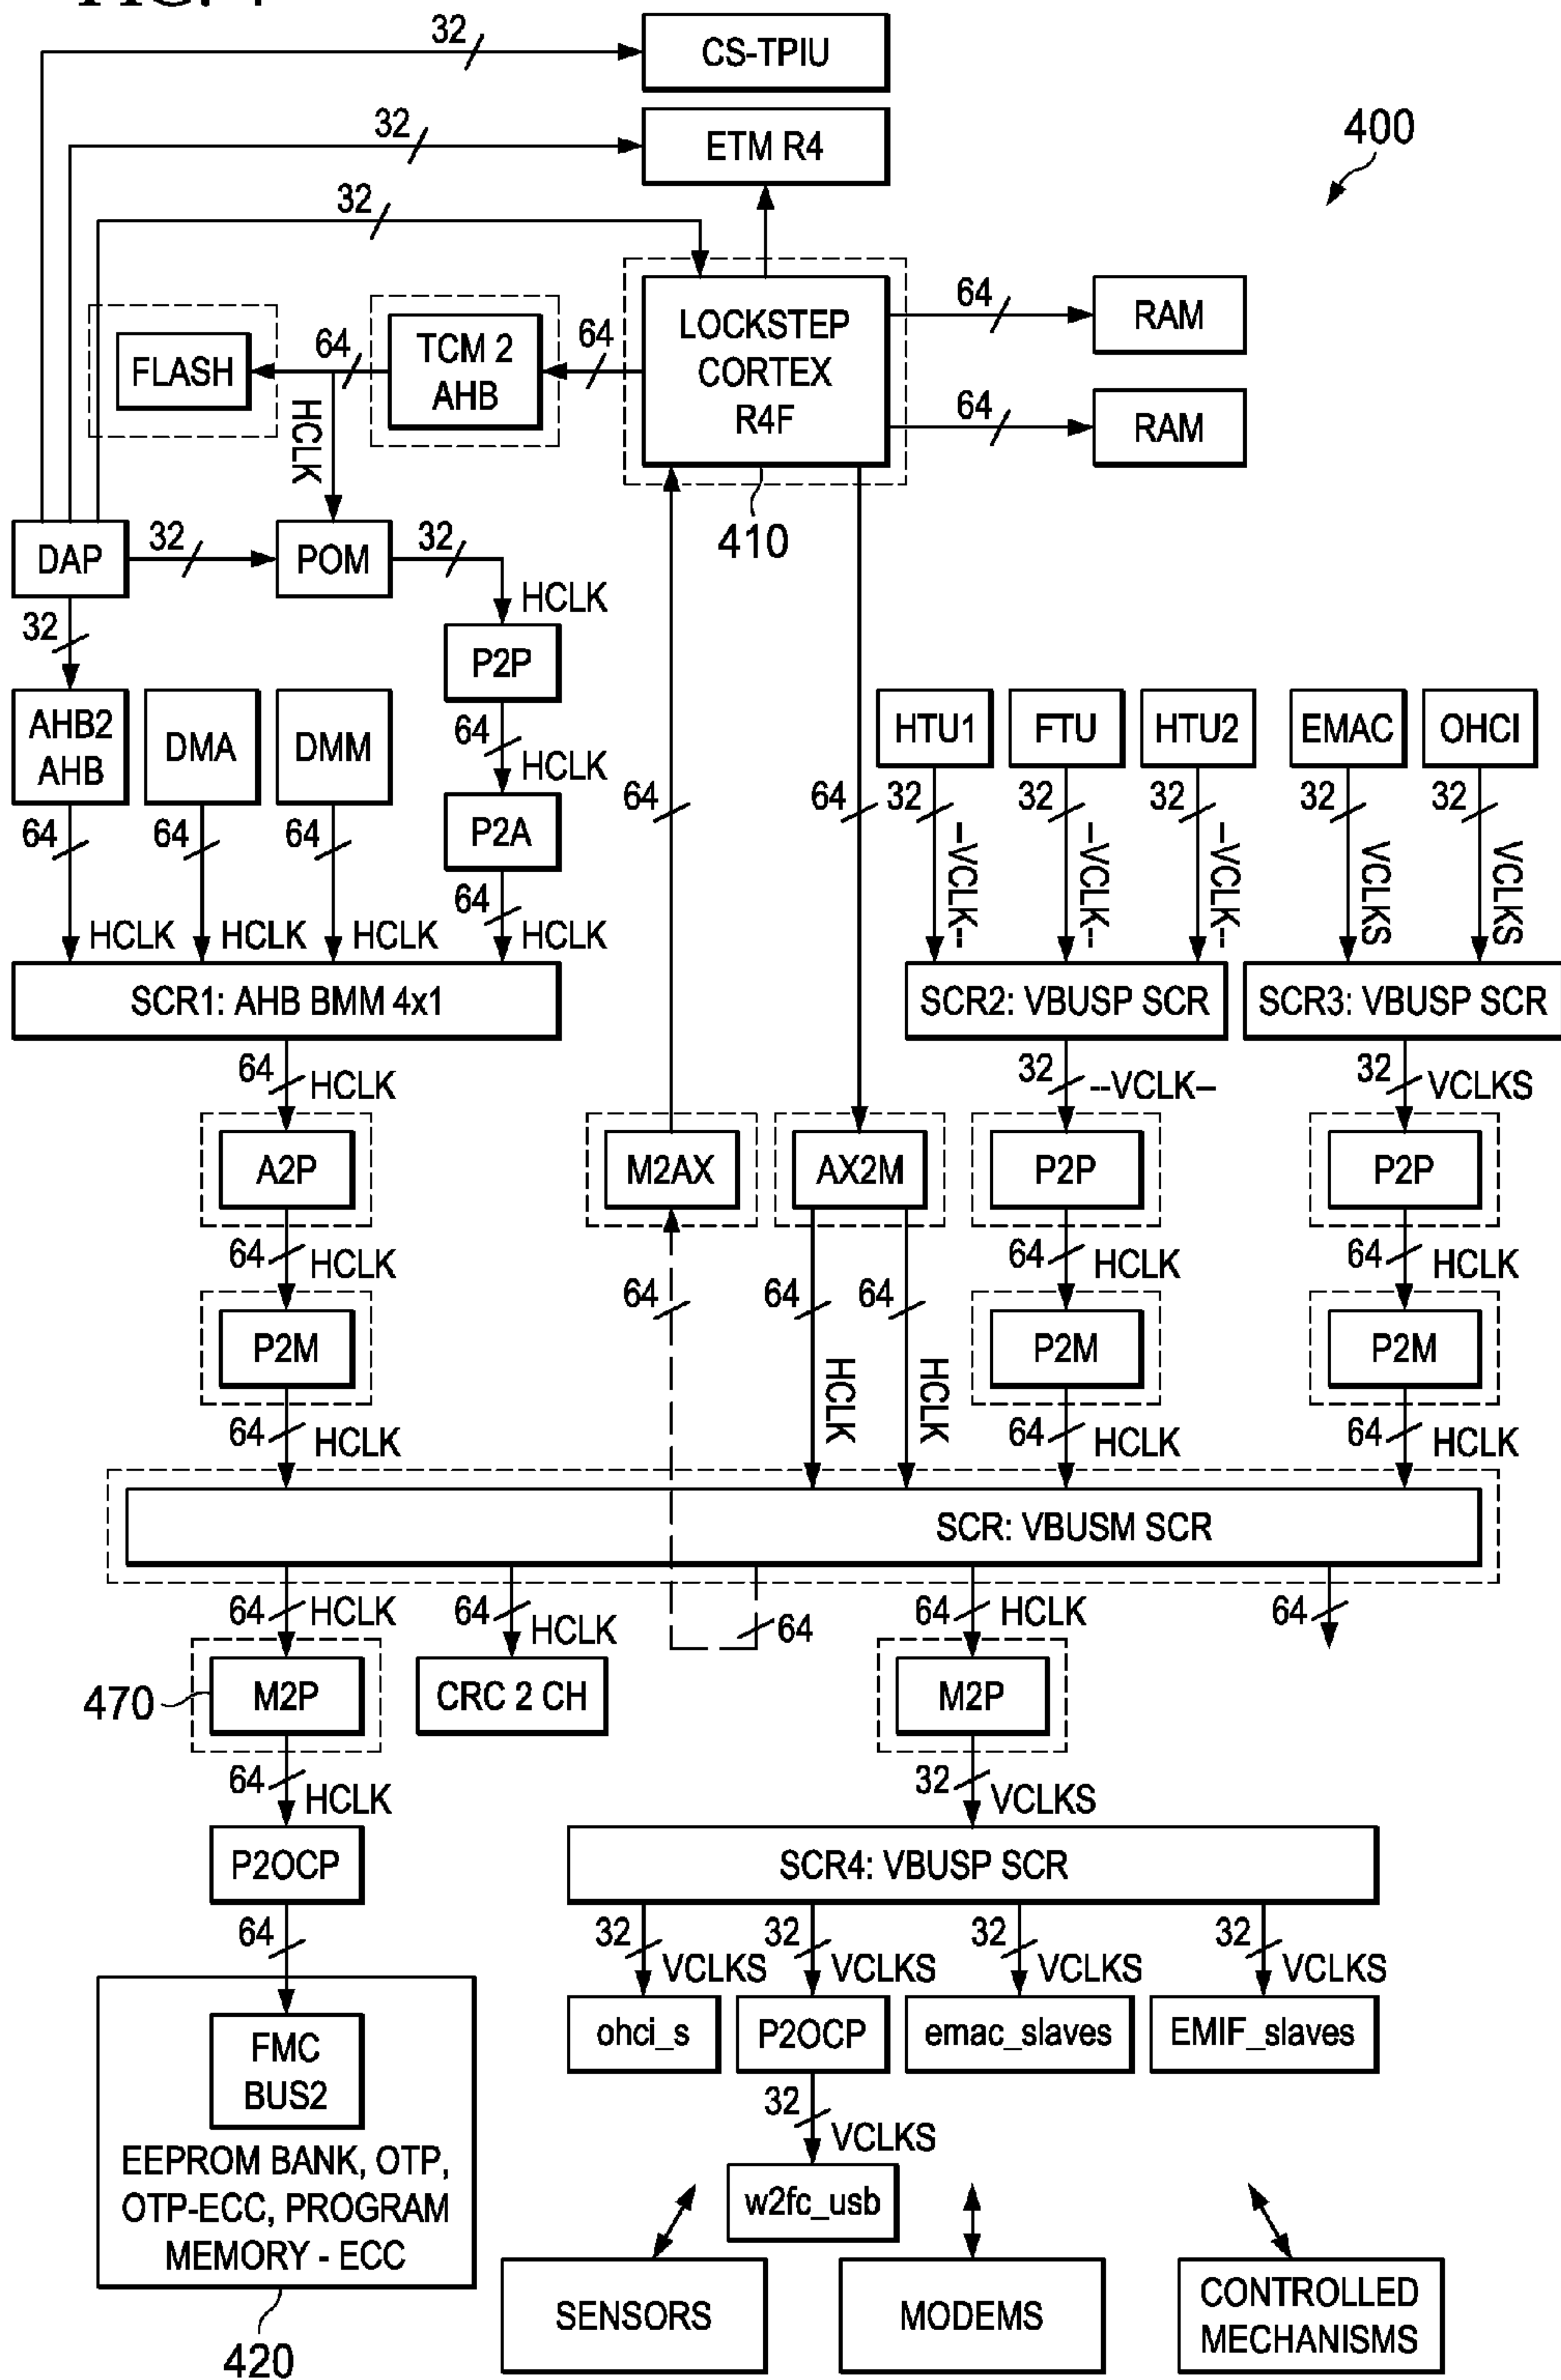 FIG. 4
32
CS-TPIU
32
ETM R4
400
32
LOCKSTEP
CORTEX
R4F
64
RAM
64
RAM
FLASH
64
TCM 2
AHB
64
HCLK
410
DAP
32
POM
32
HCLK
32
P2P
64
HCLK
AHB2
AHB
DMA
DMM
P2A
64
64
64
64
HCLK
HCLK
HCLK
HCLK
64
64
HTU1
FTU
HTU2
EMAC
OHCI
32
32
32
32
32
--VCLK--
--VCLK--
--VCLK--
VCLKS
VCLKS
SCR1: AHB BMM 4x1
SCR2: VBUSP SCR
SCR3: VBUSP SCR
64
HCLK
32
--VCLK--
32
VCLKS
A2P
M2AX
AX2M
P2P
P2P
64
HCLK
64
64
64
64
HCLK
64
HCLK
P2M
HCLK
HCLK
P2M
P2M
64
HCLK
64
HCLK
64
HCLK
SCR: VBUSM SCR
64
HCLK
64
HCLK
64
64
HCLK
64
470
M2P
CRC 2 CH
M2P
64
HCLK
32
VCLKS
P2OCP
SCR4: VBUSP SCR
64
32
VCLKS
32
VCLKS
32
VCLKS
32
VCLKS
FMC
BUS2
ohci_s
P2OCP
emac_slaves
EMIF_slaves
32
VCLKS
EEPROM BANK, OTP,
OTP-ECC, PROGRAM
MEMORY - ECC
w2fc_usb
420
SENSORS
MODEMS
CONTROLLED
MECHANISMS